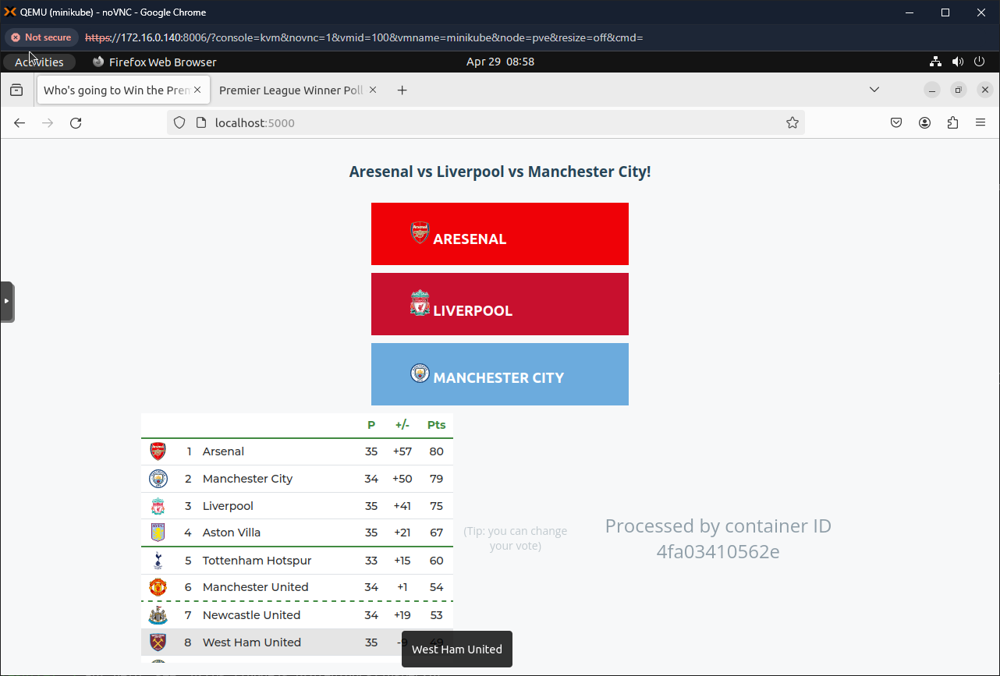 QEMU (minikube) - noVNC - Google Chrome
Not secure
https://172.16.0.140:8006/?console=kvm&novnc=1&vmid=100&vmname=minikube&node=pve&resize=off&cmd=
Activities
Firefox Web Browser
Apr 29 08:58
Who's going to Win the Prem
Premier League Winner Poll
localhost:5000
Aresenal vs Liverpool vs Manchester City!
ARESENAL
LIVERPOOL
MANCHESTER CITY
P +/- Pts
1 Arsenal 35 +57 80
2 Manchester City 34 +50 79
3 Liverpool 35 +41 75
4 Aston Villa 35 +21 67
5 Tottenham Hotspur 33 +15 60
6 Manchester United 34 +1 54
7 Newcastle United 34 +19 53
8 West Ham United 35 -9 49
(Tip: you can change
your vote)
Processed by container ID
4fa03410562e
West Ham United